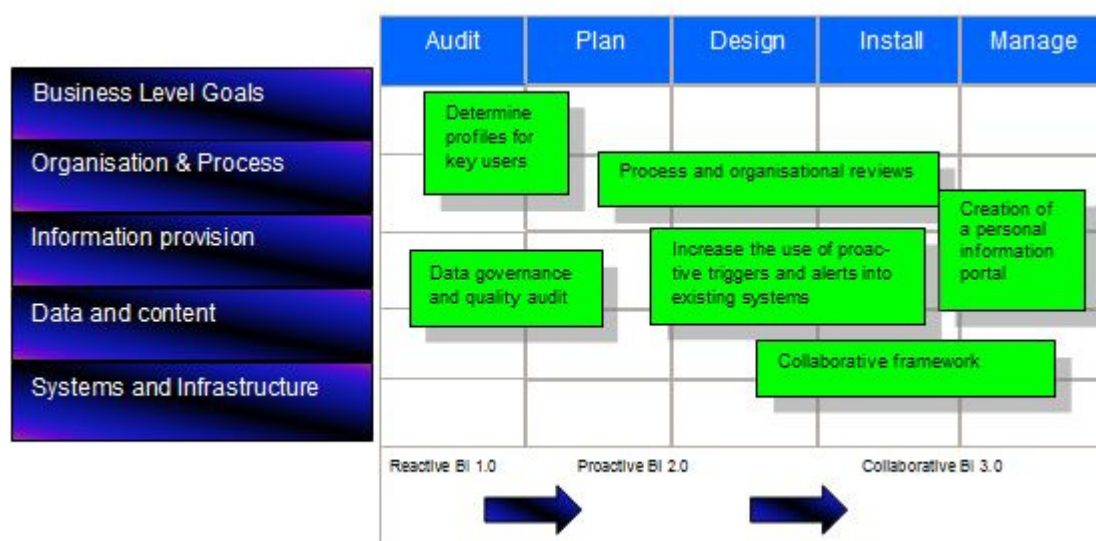 Audit
Plan
Design
Install
Manage
Business Level Goals
Organisation & Process
Information provision
Data and content
Systems and Infrastructure
Determine
profiles for
key users
Process and organisational reviews
Creation of
a personal
information
portal
Increase the use of proac-
tive triggers and alerts into
existing systems
Data governance
and quality audit
Collaborative framework
Reactive BI 1.0
Proactive BI 2.0
Collaborative BI 3.0